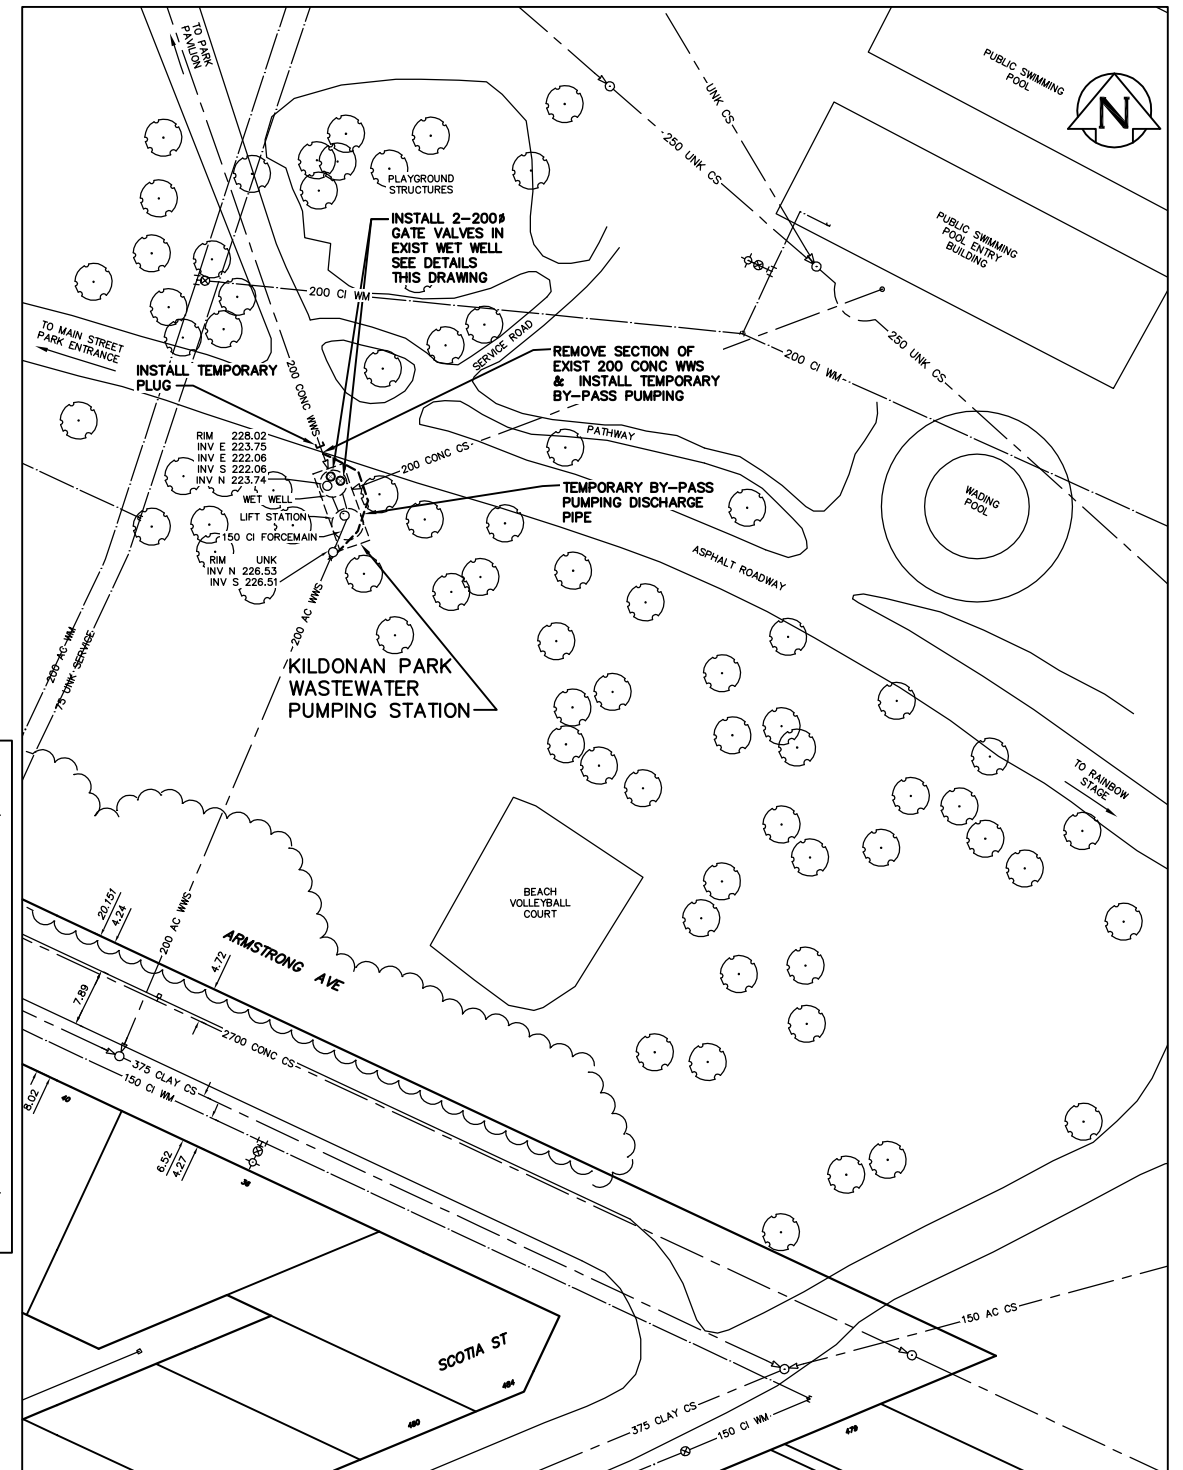 TO PARK
PAVILION
PUBLIC SWIMMING
POOL
N
UNK CS
250 UNK CS
PLAYGROUND
STRUCTURES
INSTALL 2-200ø
GATE VALVES IN
EXIST WET WELL
SEE DETAILS
THIS DRAWING
PUBLIC SWIMMING
POOL ENTRY
BUILDING
200 CI WM
TO MAIN STREET
PARK ENTRANCE
SERVICE ROAD
250 UNK CS
200 CI WM
INSTALL TEMPORARY
PLUG
200 CONC WWS
REMOVE SECTION OF
EXIST 200 CONC WWS
& INSTALL TEMPORARY
BY-PASS PUMPING
PATHWAY
RIM 228.02
INV E 223.75
INV E 222.06
INV S 222.06
INV N 223.74
200 CONC CS
WET WELL
LIFT STATION
150 CI FORCEMAIN
TEMPORARY BY-PASS
PUMPING DISCHARGE
PIPE
WADING
POOL
ASPHALT ROADWAY
RIM UNK
INV N 226.53
INV S 226.51
200 AC WWS
200 AC WM
75 UNK SERVICE
KILDONAN PARK
WASTEWATER
PUMPING STATION
TO RAINBOW
STAGE
BEACH
VOLLEYBALL
COURT
20.151
4.24
200 AC WWS
4.72
ARMSTRONG AVE
7.89
2700 CONC CS
375 CLAY CS
150 CI WM
8.02
40
6.52
4.27
36
SCOTIA ST
484
480
150 AC CS
375 CLAY CS
150 CI WM
479